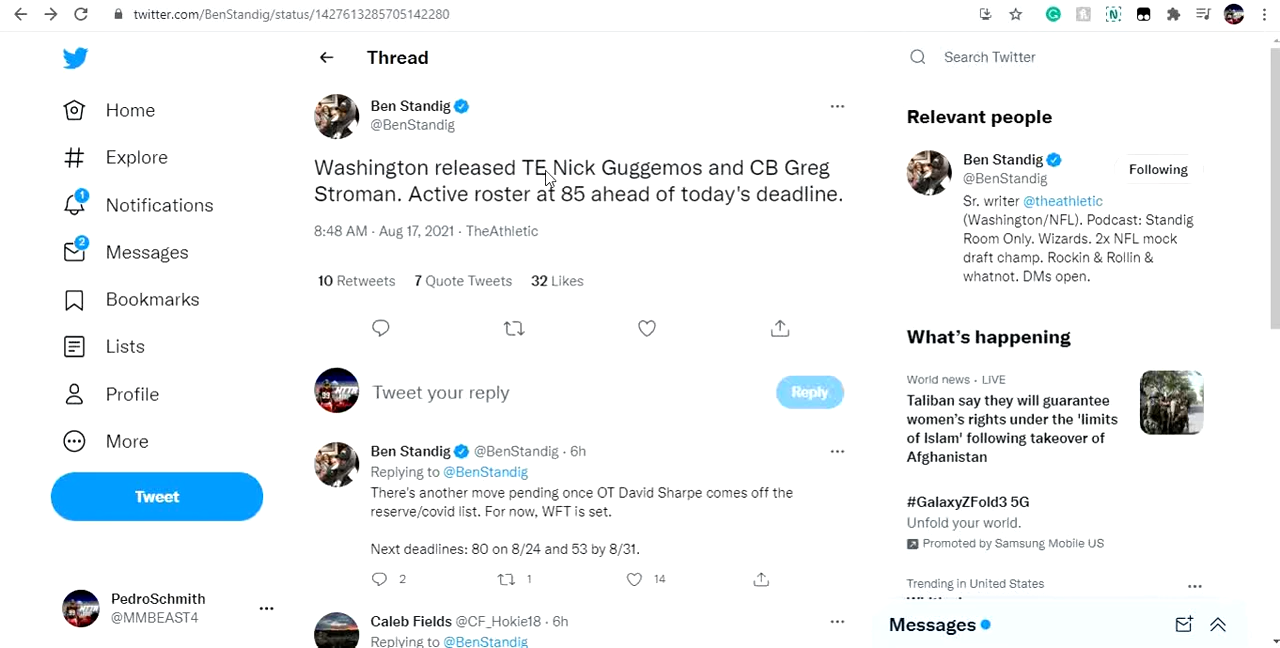 twitter.com/BenStandig/status/1427613285705142280
Home
Explore
1
Notifications
2
Messages
Bookmarks
Lists
Profile
More
Tweet
PedroSchmith
@MMBEAST4
Thread
Ben Standig
@BenStandig
Washington released TE Nick Guggemos and CB Greg
Stroman. Active roster at 85 ahead of today's deadline.
8:48 AM · Aug 17, 2021 · TheAthletic
10 Retweets 7 Quote Tweets 32 Likes
Tweet your reply
Reply
Ben Standig @BenStandig · 6h
Replying to @BenStandig
There's another move pending once OT David Sharpe comes off the
reserve/covid list. For now, WFT is set.
Next deadlines: 80 on 8/24 and 53 by 8/31.
2 1 14
Caleb Fields @CF_Hokie18 · 6h
Replying to @BenStandig
Search Twitter
Relevant people
Ben Standig
@BenStandig
Following
Sr. writer @theathletic
(Washington/NFL). Podcast: Standig
Room Only. Wizards. 2x NFL mock
draft champ. Rockin & Rollin &
whatnot. DMs open.
What's happening
World news · LIVE
Taliban say they will guarantee
women's rights under the 'limits
of Islam' following takeover of
Afghanistan
#GalaxyZFold3 5G
Unfold your world.
Promoted by Samsung Mobile US
Trending in United States
Messages